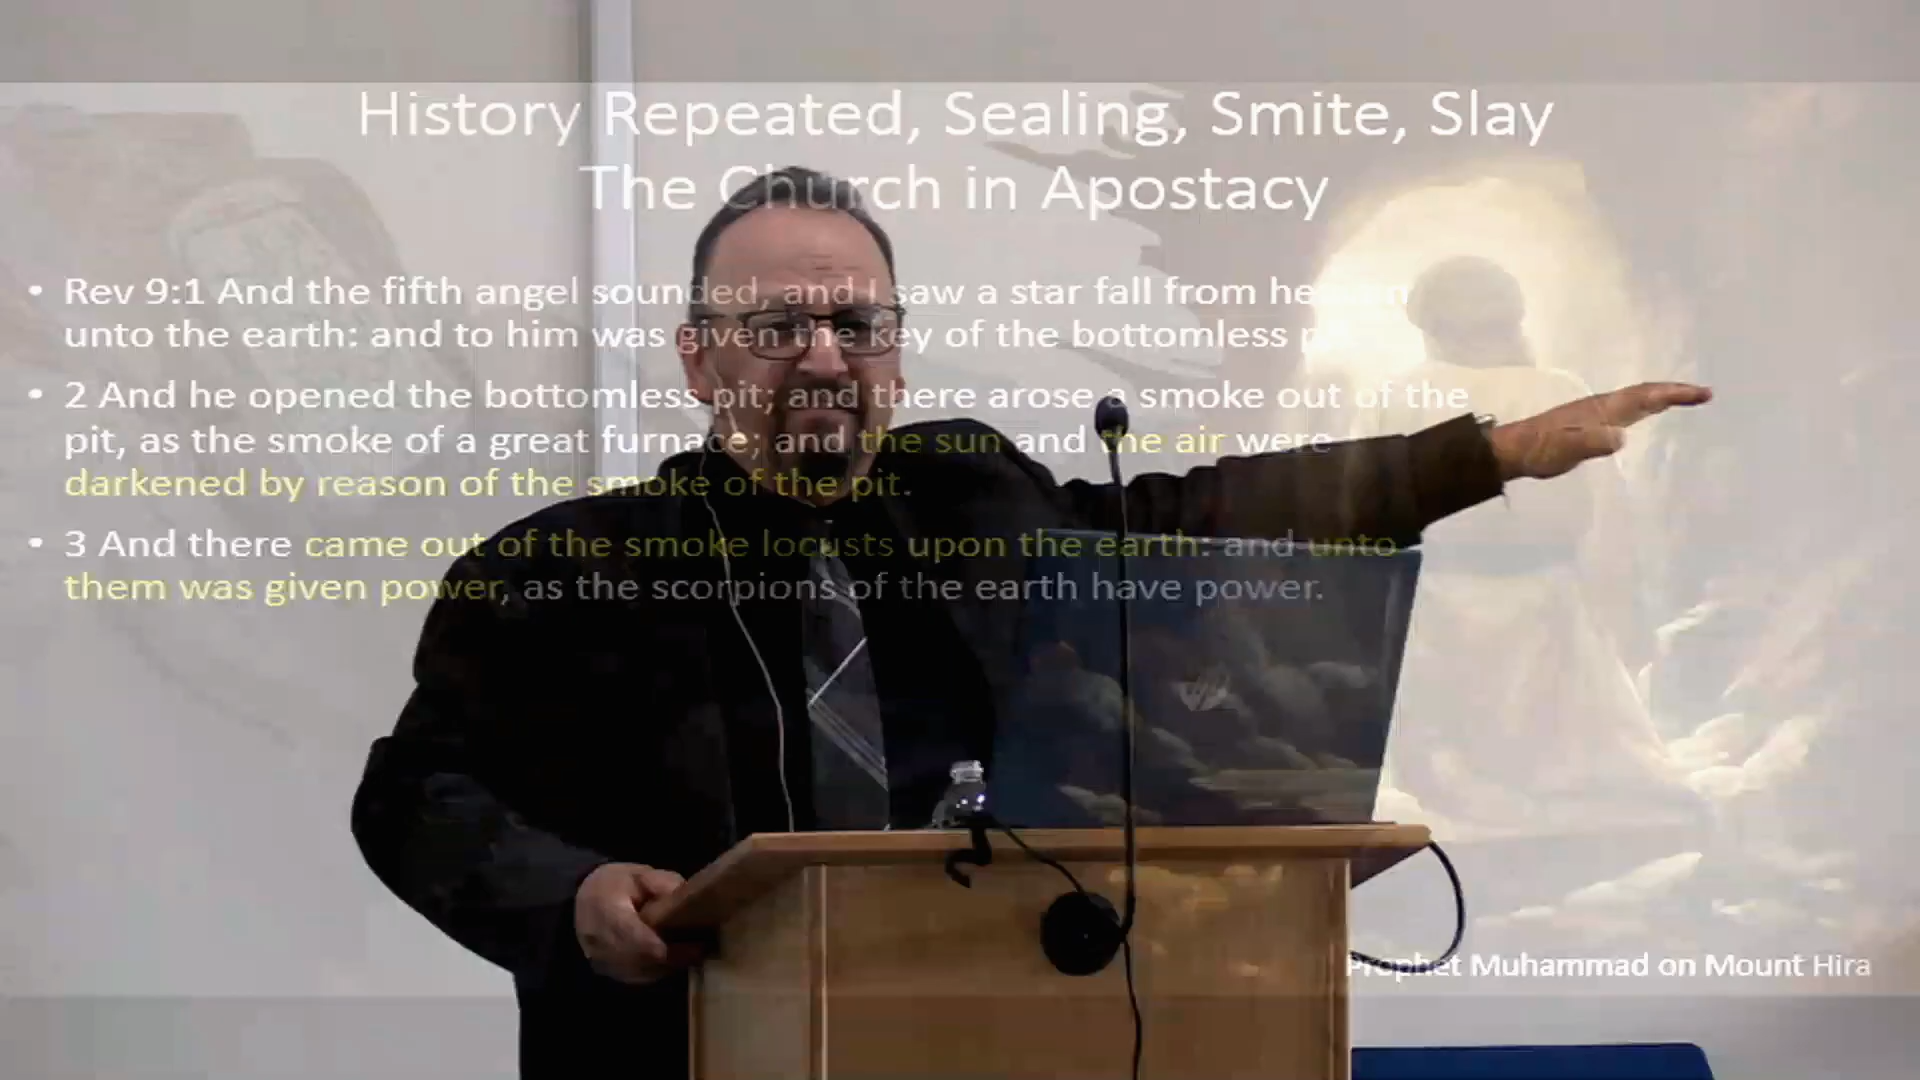 History Repeated, Sealing, Smite, Slay
The Church in Apostacy
• Rev 9:1 And the fifth angel sounded, and I saw a star fall from heaven
unto the earth: and to him was given the key of the bottomless
• 2 And he opened the bottomless pit; and there arose a smoke out of the
pit, as the smoke of a great furnace; and the sun and the air were
darkened by reason of the smoke of the pit.
• 3 And there came out of the smoke locusts upon the earth: and unto
them was given power, as the scorpions of the earth have power.
hp
Prophet Muhammad on Mount Hira